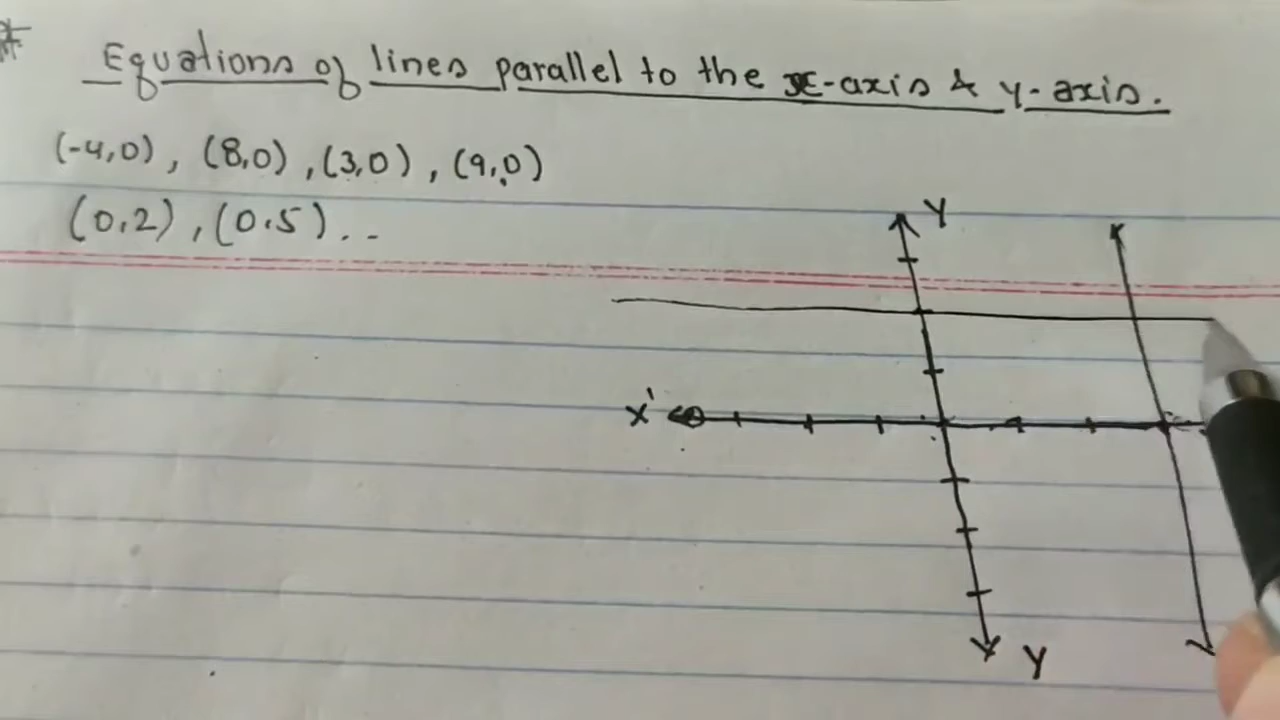 * Equations of lines parallel to the x-axis & y-axis.
(-4,0), (8,0), (3,0), (9,0)
(0,2), (0,5)...
Y
X'
Y